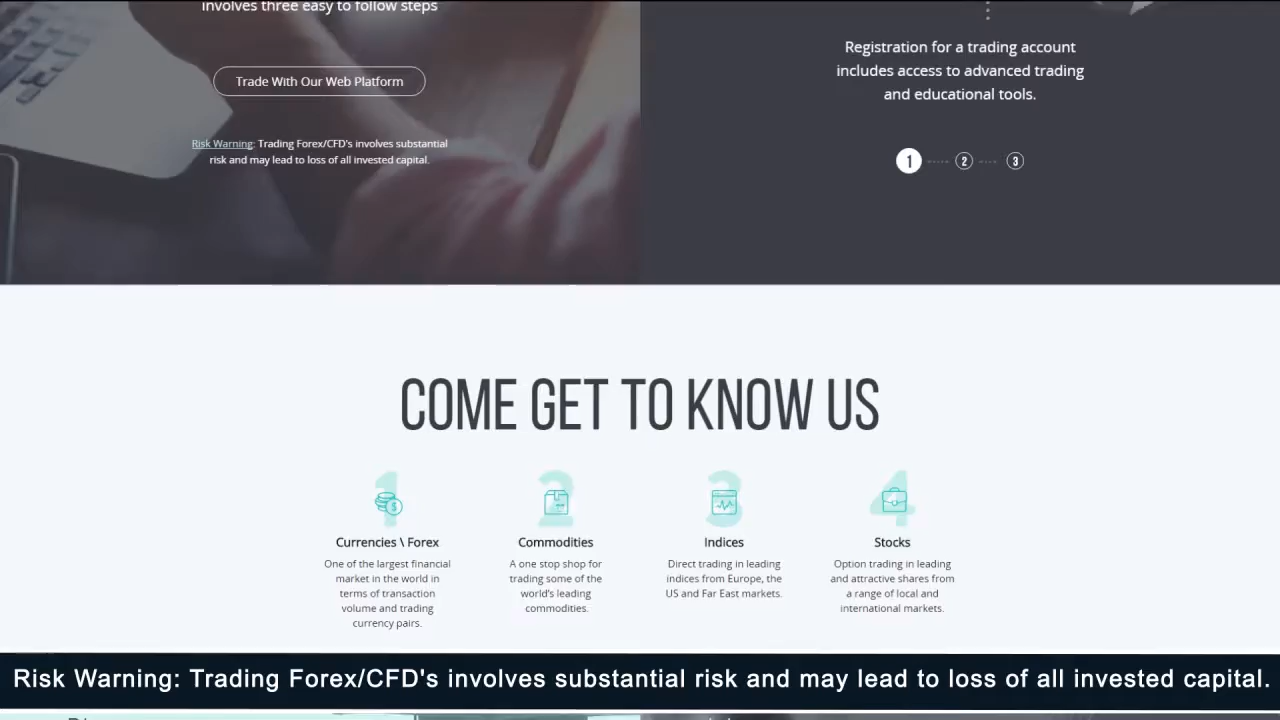 involves three easy to follow steps
Trade With Our Web Platform
Risk Warning: Trading Forex/CFD's involves substantial
risk and may lead to loss of all invested capital.
Registration for a trading account
includes access to advanced trading
and educational tools.
1 2 3
COME GET TO KNOW US
1
Currencies \ Forex
One of the largest financial
market in the world in
terms of transaction
volume and trading
currency pairs.
2
Commodities
A one stop shop for
trading some of the
world's leading
commodities.
3
Indices
Direct trading in leading
indices from Europe, the
US and Far East markets.
4
Stocks
Option trading in leading
and attractive shares from
a range of local and
international markets.
Risk Warning: Trading Forex/CFD's involves substantial risk and may lead to loss of all invested capital.